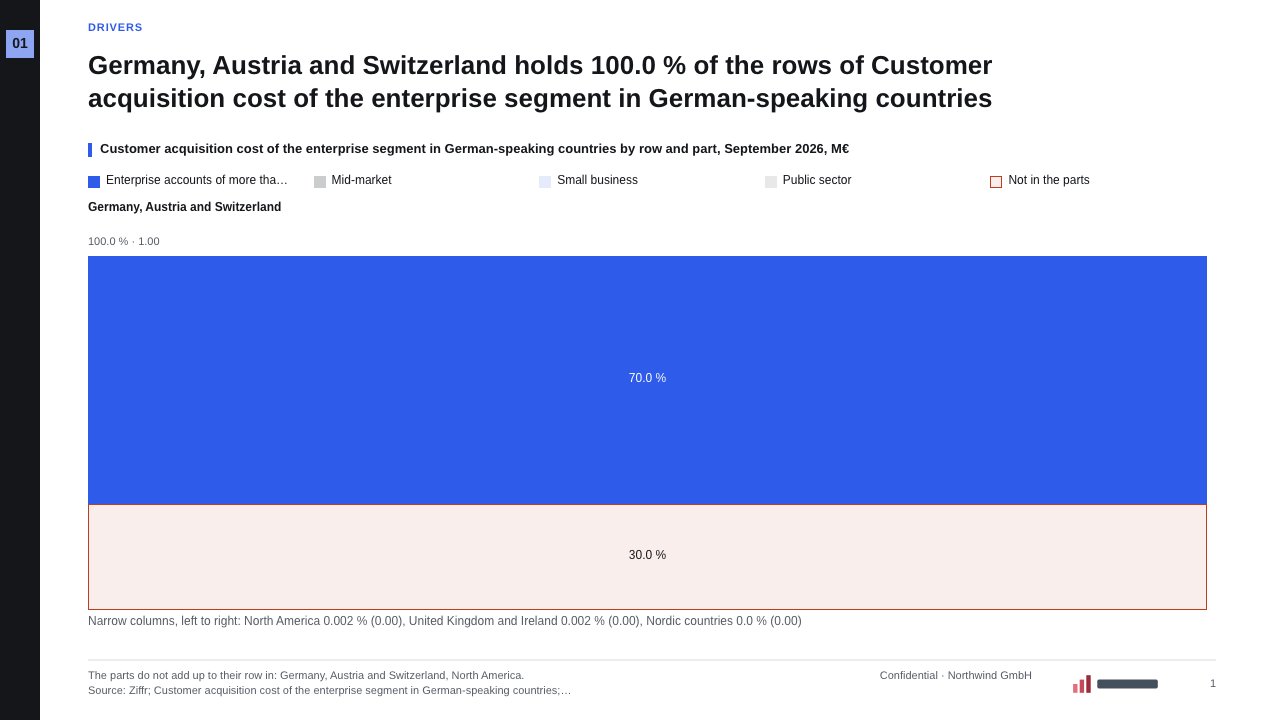 01
DRIVERS
Germany, Austria and Switzerland holds 100.0 % of the rows of Customer
acquisition cost of the enterprise segment in German-speaking countries
Customer acquisition cost of the enterprise segment in German-speaking countries by row and part, September 2026, M€
Enterprise accounts of more tha… Mid-market Small business Public sector Not in the parts
Germany, Austria and Switzerland
100.0 % · 1.00
70.0 %
30.0 %
Narrow columns, left to right: North America 0.002 % (0.00), United Kingdom and Ireland 0.002 % (0.00), Nordic countries 0.0 % (0.00)
The parts do not add up to their row in: Germany, Austria and Switzerland, North America.
Source: Ziffr; Customer acquisition cost of the enterprise segment in German-speaking countries;…
Confidential · Northwind GmbH
1